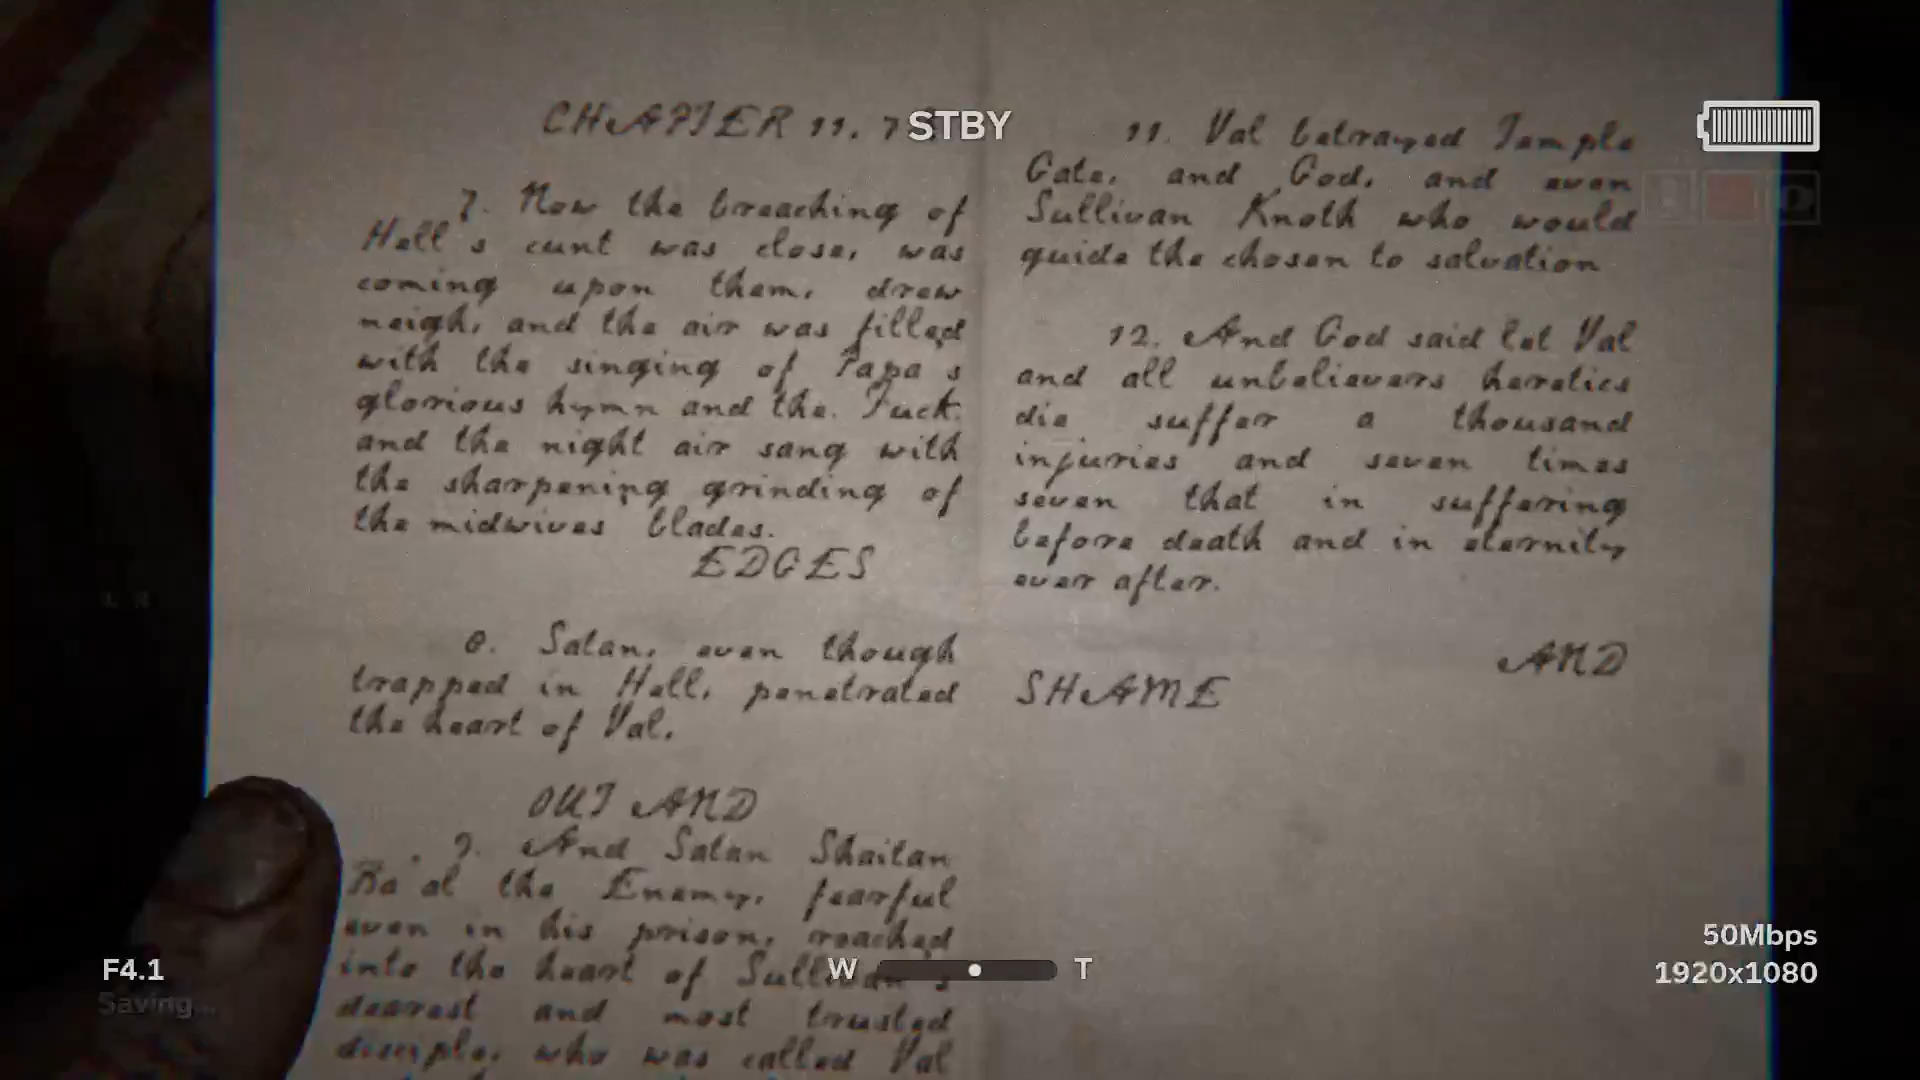 CHAPTER 11. 7
STBY
7. Now the breaching of
Hell's cunt was close, was
coming upon them, drew
neigh, and the air was filled
with the singing of Papa's
glorious hymn and the. Fuck.
and the night air sang with
the sharpening grinding of
the midwives' blades.
EDGES
8. Satan, even though
trapped in Hell, penetrated
the heart of Val.
OUT AND
9. And Satan Shaitan
Ba'al the Enemy, fearful
even in his prison, reached
into the heart of Sullivan's
dearest and most trusted
disciple, who was called Val
11. Val betrayed Temple
Gate, and God, and even
Sullivan Knoth who would
guide the chosen to salvation
12. And God said let Val
and all unbelievers heretics
die suffer a thousand
injuries and seven times
seven that in suffering
before death and in eternity
ever after.
AND
SHAME
F4.1
Saving...
W T
50Mbps
1920x1080